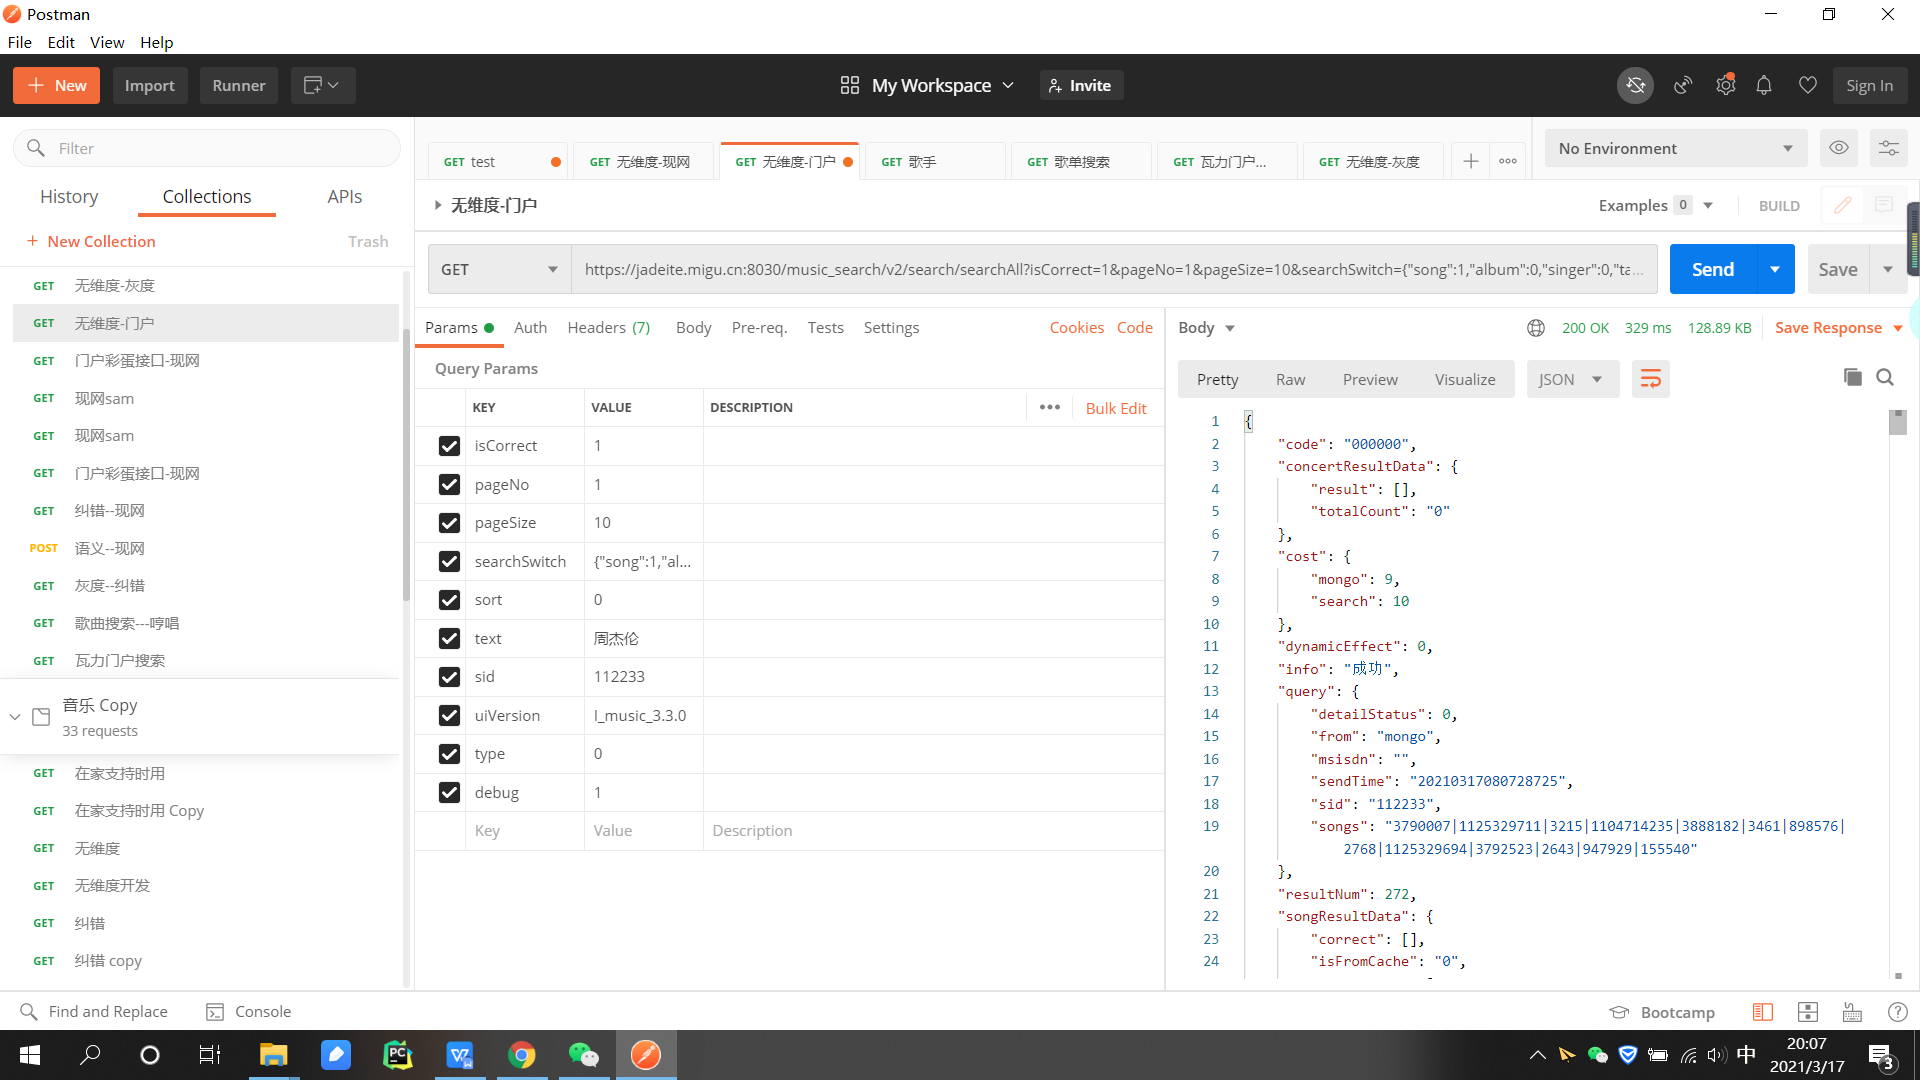 Postman
File Edit View Help
New Import Runner My Workspace Invite Sign In
Filter
History Collections APIs
+ New Collection Trash
GET 无维度-灰度
GET 无维度-门户
GET 门户彩蛋接口-现网
GET 现网sam
GET 现网sam
GET 门户彩蛋接口-现网
GET 纠错--现网
POST 语义--现网
GET 灰度--纠错
GET 歌曲搜索---哼唱
GET 瓦力门户搜索
音乐 Copy
33 requests
GET 在家支持时用
GET 在家支持时用 Copy
GET 无维度
GET 无维度开发
GET 纠错
GET 纠错 copy
GET test GET 无维度-现网 GET 无维度-门户 GET 歌手 GET 歌单搜索 GET 瓦力门户... GET 无维度-灰度
No Environment
无维度-门户
Examples 0 BUILD
GET https://jadeite.migu.cn:8030/music_search/v2/search/searchAll?isCorrect=1&pageNo=1&pageSize=10&searchSwitch={"song":1,"album":0,"singer":0,"ta...
Send Save
Params Auth Headers (7) Body Pre-req. Tests Settings Cookies Code
Query Params
KEY VALUE DESCRIPTION ••• Bulk Edit
isCorrect 1
pageNo 1
pageSize 10
searchSwitch {"song":1,"al...
sort 0
text 周杰伦
sid 112233
uiVersion I_music_3.3.0
type 0
debug 1
Key Value Description
Body 200 OK 329 ms 128.89 KB Save Response
Pretty Raw Preview Visualize JSON
1 {
2 "code": "000000",
3 "concertResultData": {
4 "result": [],
5 "totalCount": "0"
6 },
7 "cost": {
8 "mongo": 9,
9 "search": 10
10 },
11 "dynamicEffect": 0,
12 "info": "成功",
13 "query": {
14 "detailStatus": 0,
15 "from": "mongo",
16 "msisdn": "",
17 "sendTime": "20210317080728725",
18 "sid": "112233",
19 "songs": "3790007|1125329711|3215|1104714235|3888182|3461|898576|
2768|1125329694|3792523|2643|947929|155540"
20 },
21 "resultNum": 272,
22 "songResultData": {
23 "correct": [],
24 "isFromCache": "0",
Find and Replace Console Bootcamp
中 20:07
2021/3/17
3